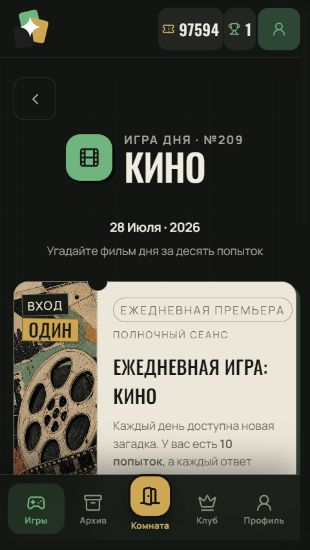 97594
1
ИГРА ДНЯ · №209
КИНО
28 Июля · 2026
Угадайте фильм дня за десять попыток
ВХОД
ОДИН
ЕЖЕДНЕВНАЯ ПРЕМЬЕРА
ПОЛНОЧНЫЙ СЕАНС
ЕЖЕДНЕВНАЯ ИГРА:
КИНО
Каждый день доступна новая
загадка. У вас есть 10
попыток, а каждый ответ
Игры
Архив
Комната
Клуб
Профиль